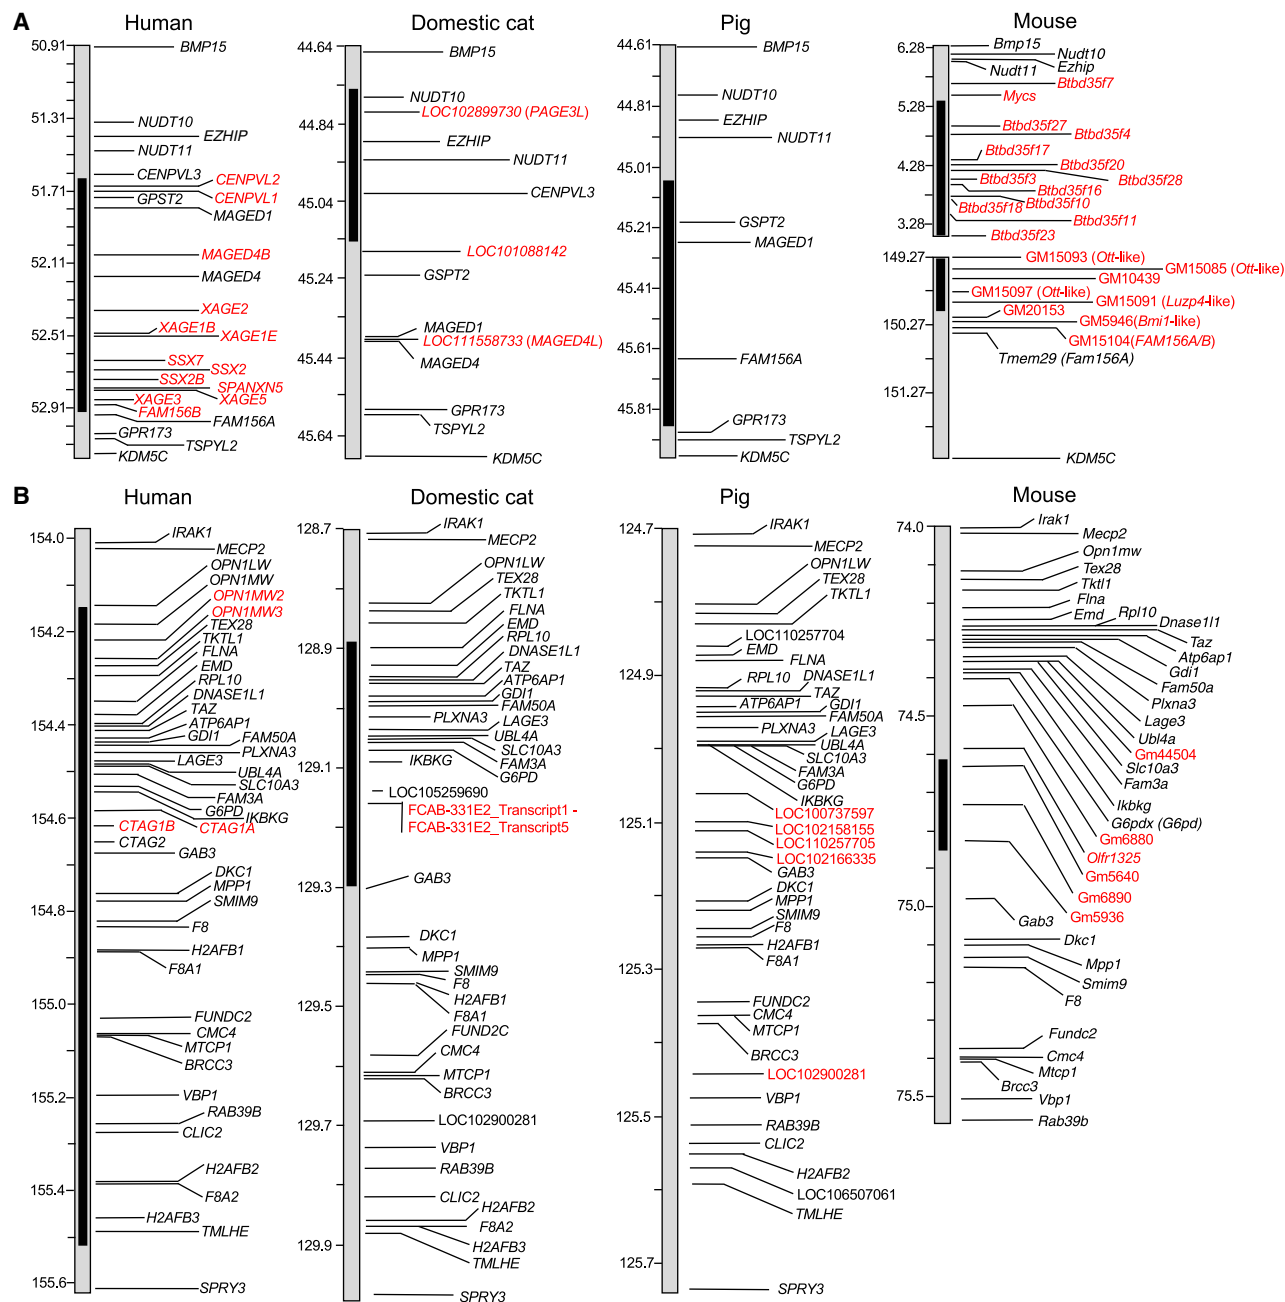 A
Human
50.91
51.31
51.71
52.11
52.51
52.91
BMP15
NUDT10
EZHIP
NUDT11
CENPVL3
CENPVL2
CENPVL1
GPST2
MAGED1
MAGED4B
MAGED4
XAGE2
XAGE1B
XAGE1E
SSX7
SSX2
SSX2B
SPANXN5
XAGE3
XAGE5
FAM156B
FAM156A
GPR173
TSPYL2
KDM5C
Domestic cat
44.64
44.84
45.04
45.24
45.44
45.64
BMP15
NUDT10
LOC102899730 (PAGE3L)
EZHIP
NUDT11
CENPVL3
LOC101088142
GSPT2
MAGED1
LOC111558733 (MAGED4L)
MAGED4
GPR173
TSPYL2
KDM5C
Pig
44.61
44.81
45.01
45.21
45.41
45.61
45.81
BMP15
NUDT10
EZHIP
NUDT11
GSPT2
MAGED1
FAM156A
GPR173
TSPYL2
KDM5C
Mouse
6.28
5.28
4.28
3.28
149.27
150.27
151.27
Bmp15
Nudt10
Ezhip
Nudt11
Btbd35f7
Mycs
Btbd35f27
Btbd35f4
Btbd35f17
Btbd35f20
Btbd35f3
Btbd35f28
Btbd35f16
Btbd35f10
Btbd35f18
Btbd35f11
Btbd35f23
GM15093 (Ott-like)
GM15085 (Ott-like)
GM10439
GM15097 (Ott-like)
GM15091 (Luzp4-like)
GM20153
GM5946(Bmi1-like)
GM15104(FAM156A/B)
Tmem29 (Fam156A)
KDM5C
B
Human
154.0
154.2
154.4
154.6
154.8
155.0
155.2
155.4
155.6
IRAK1
MECP2
OPN1LW
OPN1MW
OPN1MW2
OPN1MW3
TEX28
TKTL1
FLNA
EMD
RPL10
DNASE1L1
TAZ
ATP6AP1
GDI1
FAM50A
PLXNA3
LAGE3
UBL4A
SLC10A3
FAM3A
G6PD
IKBKG
CTAG1B
CTAG1A
CTAG2
GAB3
DKC1
MPP1
SMIM9
F8
H2AFB1
F8A1
FUNDC2
CMC4
MTCP1
BRCC3
VBP1
RAB39B
CLIC2
H2AFB2
F8A2
H2AFB3
TMLHE
SPRY3
Domestic cat
128.7
128.9
129.1
129.3
129.5
129.7
129.9
IRAK1
MECP2
OPN1LW
TEX28
TKTL1
FLNA
EMD
RPL10
DNASE1L1
TAZ
ATP6AP1
GDI1
FAM50A
PLXNA3
LAGE3
UBL4A
SLC10A3
FAM3A
G6PD
IKBKG
LOC105259690
FCAB-331E2_Transcript1 -
FCAB-331E2_Transcript5
GAB3
DKC1
MPP1
SMIM9
F8
H2AFB1
F8A1
FUND2C
CMC4
MTCP1
BRCC3
LOC102900281
VBP1
RAB39B
CLIC2
H2AFB2
F8A2
H2AFB3
TMLHE
SPRY3
Pig
124.7
124.9
125.1
125.3
125.5
125.7
IRAK1
MECP2
OPN1LW
TEX28
TKTL1
LOC110257704
EMD
FLNA
RPL10
DNASE1L1
TAZ
ATP6AP1
GDI1
FAM50A
PLXNA3
LAGE3
UBL4A
SLC10A3
FAM3A
G6PD
IKBKG
LOC100737597
LOC102158155
LOC110257705
LOC102166335
GAB3
DKC1
MPP1
SMIM9
F8
H2AFB1
F8A1
FUNDC2
CMC4
MTCP1
BRCC3
LOC102900281
VBP1
RAB39B
CLIC2
H2AFB2
LOC106507061
TMLHE
SPRY3
Mouse
74.0
74.5
75.0
75.5
Irak1
Mecp2
Opn1mw
Tex28
Tktl1
Flna
Emd
Rpl10
Dnase1l1
Taz
Atp6ap1
Gdi1
Fam50a
Plxna3
Lage3
Ubl4a
Gm44504
Slc10a3
Fam3a
Ikbkg
G6pdx (G6pd)
Gm6880
Olfr1325
Gm5640
Gm6890
Gm5936
Gab3
Dkc1
Mpp1
Smim9
F8
Fundc2
Cmc4
Mtcp1
Brcc3
Vbp1
Rab39b